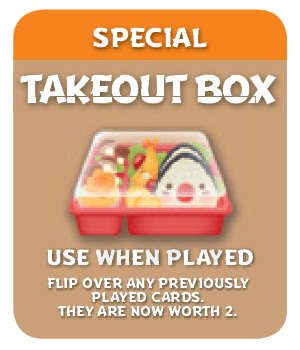 SPECIAL
TAKEOUT BOX
USE WHEN PLAYED
FLIP OVER ANY PREVIOUSLY
PLAYED CARDS.
THEY ARE NOW WORTH 2.